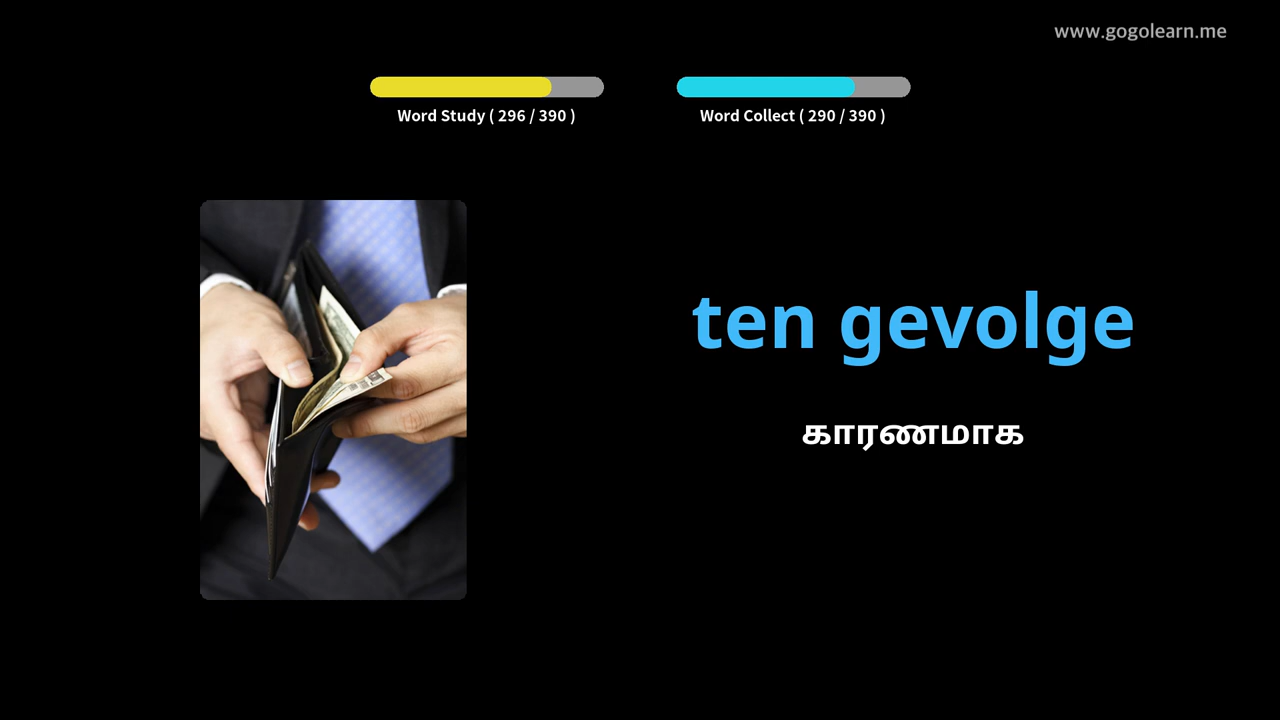 www.gogolearn.me
Word Study ( 296 / 390 )
Word Collect ( 290 / 390 )
ten gevolge
காரணமாக